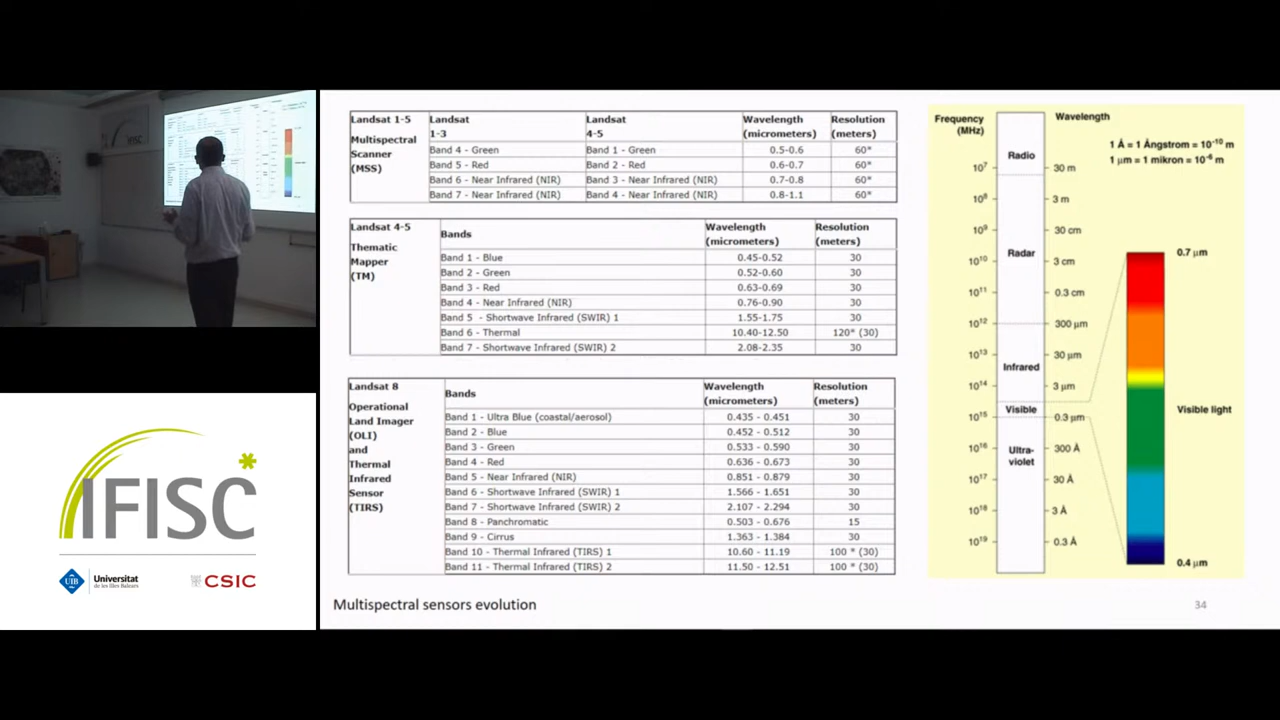 Landsat 1-5
Multispectral
Scanner
(MSS)
Landsat
1-3
Landsat
4-5
Wavelength
(micrometers)
Resolution
(meters)
Band 4 - Green Band 1 - Green 0.5-0.6 60*
Band 5 - Red Band 2 - Red 0.6-0.7 60*
Band 6 - Near Infrared (NIR) Band 3 - Near Infrared (NIR) 0.7-0.8 60*
Band 7 - Near Infrared (NIR) Band 4 - Near Infrared (NIR) 0.8-1.1 60*
Landsat 4-5
Thematic
Mapper
(TM)
Bands
Wavelength
(micrometers)
Resolution
(meters)
Band 1 - Blue 0.45-0.52 30
Band 2 - Green 0.52-0.60 30
Band 3 - Red 0.63-0.69 30
Band 4 - Near Infrared (NIR) 0.76-0.90 30
Band 5 - Shortwave Infrared (SWIR) 1 1.55-1.75 30
Band 6 - Thermal 10.40-12.50 120* (30)
Band 7 - Shortwave Infrared (SWIR) 2 2.08-2.35 30
Landsat 8
Operational
Land Imager
(OLI)
and
Thermal
Infrared
Sensor
(TIRS)
Bands
Wavelength
(micrometers)
Resolution
(meters)
Band 1 - Ultra Blue (coastal/aerosol) 0.435 - 0.451 30
Band 2 - Blue 0.452 - 0.512 30
Band 3 - Green 0.533 - 0.590 30
Band 4 - Red 0.636 - 0.673 30
Band 5 - Near Infrared (NIR) 0.851 - 0.879 30
Band 6 - Shortwave Infrared (SWIR) 1 1.566 - 1.651 30
Band 7 - Shortwave Infrared (SWIR) 2 2.107 - 2.294 30
Band 8 - Panchromatic 0.503 - 0.676 15
Band 9 - Cirrus 1.363 - 1.384 30
Band 10 - Thermal Infrared (TIRS) 1 10.60 - 11.19 100 * (30)
Band 11 - Thermal Infrared (TIRS) 2 11.50 - 12.51 100 * (30)
Frequency
(MHz)
Wavelength
1 Å = 1 Ångstrom = 10⁻¹⁰ m
1 µm = 1 mikron = 10⁻⁶ m
Radio
10⁷ 30 m
10⁸ 3 m
10⁹ 30 cm
Radar
10¹⁰ 3 cm
10¹¹ 0.3 cm
10¹² 300 µm
10¹³ 30 µm
Infrared
10¹⁴ 3 µm
Visible
10¹⁵ 0.3 µm
10¹⁶ 300 Å
Ultra-
violet
10¹⁷ 30 Å
10¹⁸ 3 Å
10¹⁹ 0.3 Å
0.7 µm
Visible light
0.4 µm
Multispectral sensors evolution
34
IFISC
UIB
Universitat
de les Illes Balears
CSIC